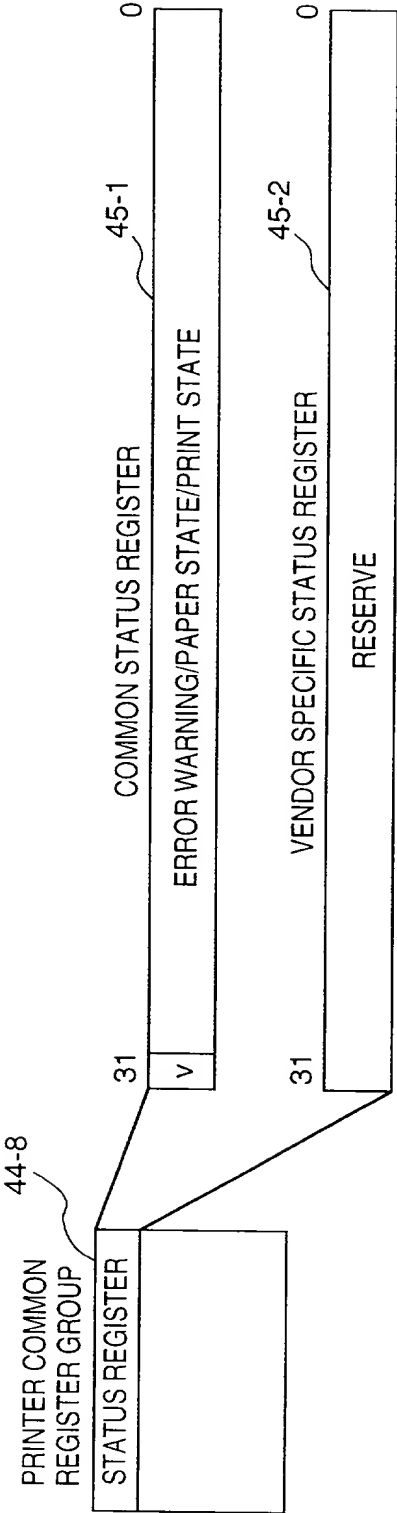 PRINTER COMMON
REGISTER GROUP
44-8
STATUS REGISTER
COMMON STATUS REGISTER
45-1
31
0
V
ERROR WARNING/PAPER STATE/PRINT STATE
VENDOR SPECIFIC STATUS REGISTER
45-2
31
0
RESERVE